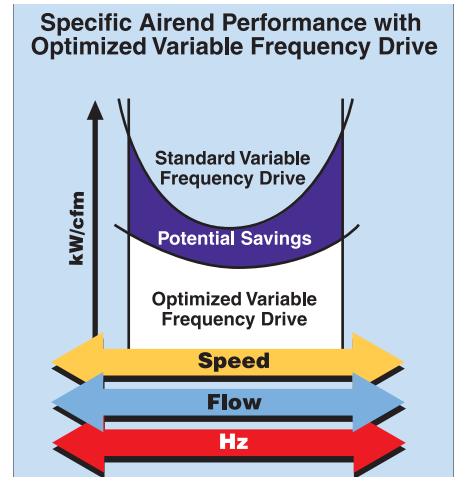 Specific Airend Performance with
Optimized Variable Frequency Drive
kW/cfm
Standard Variable
Frequency Drive
Potential Savings
Optimized Variable
Frequency Drive
Speed
Flow
Hz